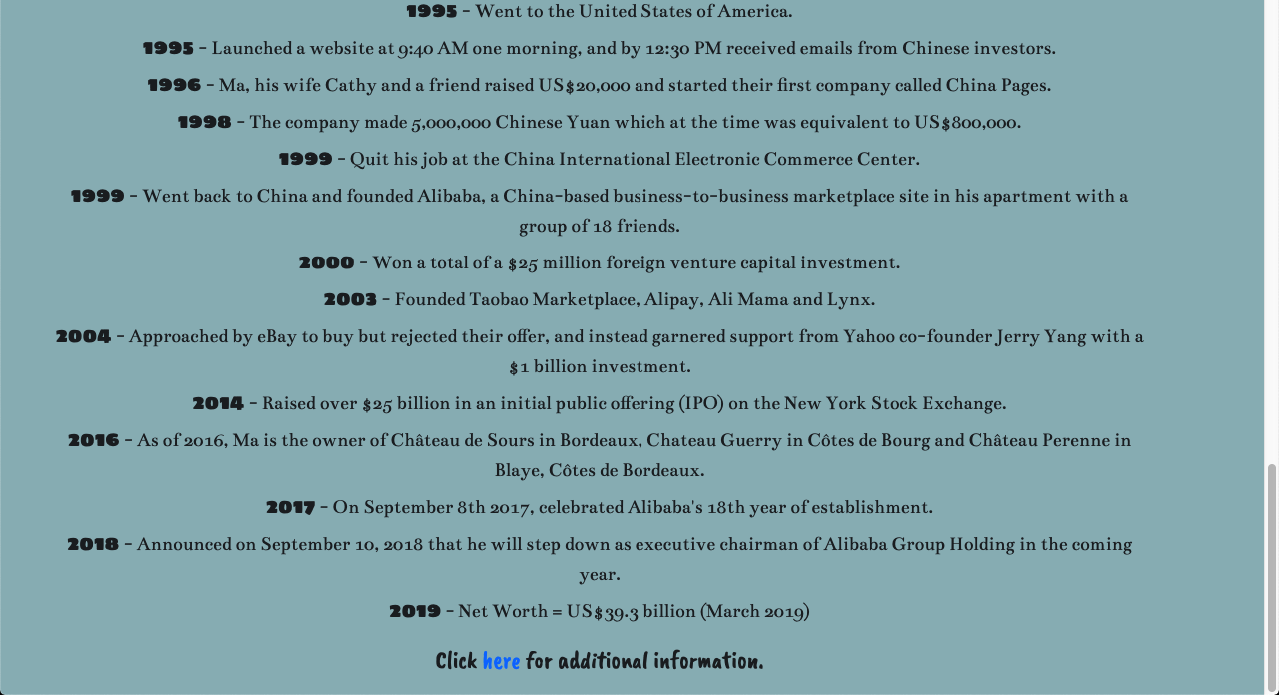 1995 - Went to the United States of America.
1995 - Launched a website at 9:40 AM one morning, and by 12:30 PM received emails from Chinese investors.
1996 - Ma, his wife Cathy and a friend raised US$20,000 and started their first company called China Pages.
1998 - The company made 5,000,000 Chinese Yuan which at the time was equivalent to US$800,000.
1999 - Quit his job at the China International Electronic Commerce Center.
1999 - Went back to China and founded Alibaba, a China-based business-to-business marketplace site in his apartment with a
group of 18 friends.
2000 - Won a total of a $25 million foreign venture capital investment.
2003 - Founded Taobao Marketplace, Alipay, Ali Mama and Lynx.
2004 - Approached by eBay to buy but rejected their offer, and instead garnered support from Yahoo co-founder Jerry Yang with a
$1 billion investment.
2014 - Raised over $25 billion in an initial public offering (IPO) on the New York Stock Exchange.
2016 - As of 2016, Ma is the owner of Château de Sours in Bordeaux, Chateau Guerry in Côtes de Bourg and Château Perenne in
Blaye, Côtes de Bordeaux.
2017 - On September 8th 2017, celebrated Alibaba's 18th year of establishment.
2018 - Announced on September 10, 2018 that he will step down as executive chairman of Alibaba Group Holding in the coming
year.
2019 - Net Worth = US$39.3 billion (March 2019)
Click here for additional information.